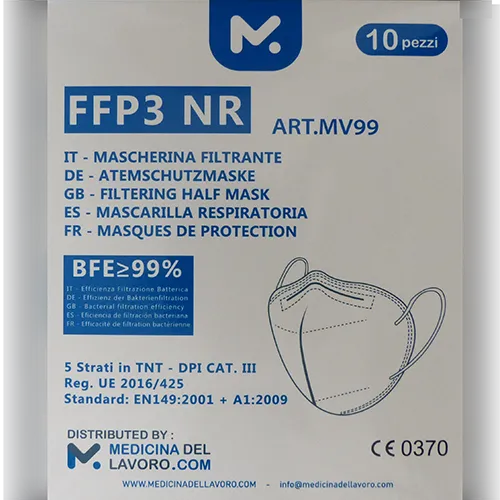 M.
10 pezzi
FFP3 NR
ART.MV99
IT - MASCHERINA FILTRANTE
DE - ATEMSCHUTZMASKE
GB - FILTERING HALF MASK
ES - MASCARILLA RESPIRATORIA
FR - MASQUES DE PROTECTION
BFE≥99%
IT - Efficienza Filtrazione Batterica
DE - Effizienz der Bakterienfiltration
GB - Bacterial filtration efficiency
ES - Eficiencia de filtración bacteriana
FR - Efficacité de filtration bactérienne
5 Strati in TNT - DPI CAT. III
Reg. UE 2016/425
Standard: EN149:2001 + A1:2009
DISTRIBUTED BY :
M. MEDICINA DEL
LAVORO.COM
CE 0370
WWW.MEDICINADELLAVORO.COM - info@medicinadellavoro.com